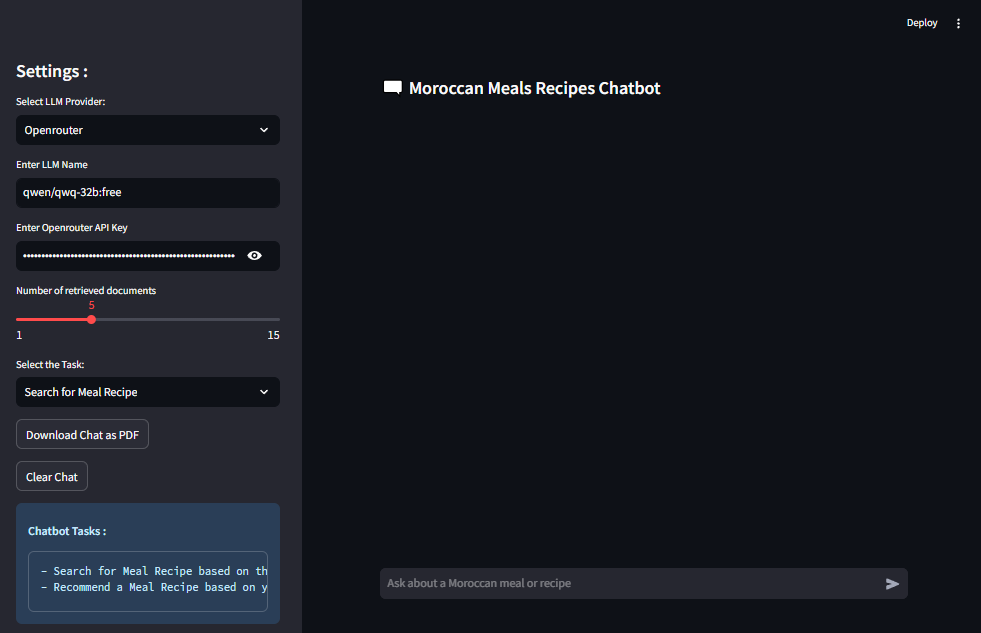 Deploy
Settings :
Select LLM Provider:
Openrouter
Enter LLM Name
qwen/qwq-32b:free
Enter Openrouter API Key
Number of retrieved documents
5
1 15
Select the Task:
Search for Meal Recipe
Download Chat as PDF
Clear Chat
Chatbot Tasks :
- Search for Meal Recipe based on th
- Recommend a Meal Recipe based on y
Moroccan Meals Recipes Chatbot
Ask about a Moroccan meal or recipe